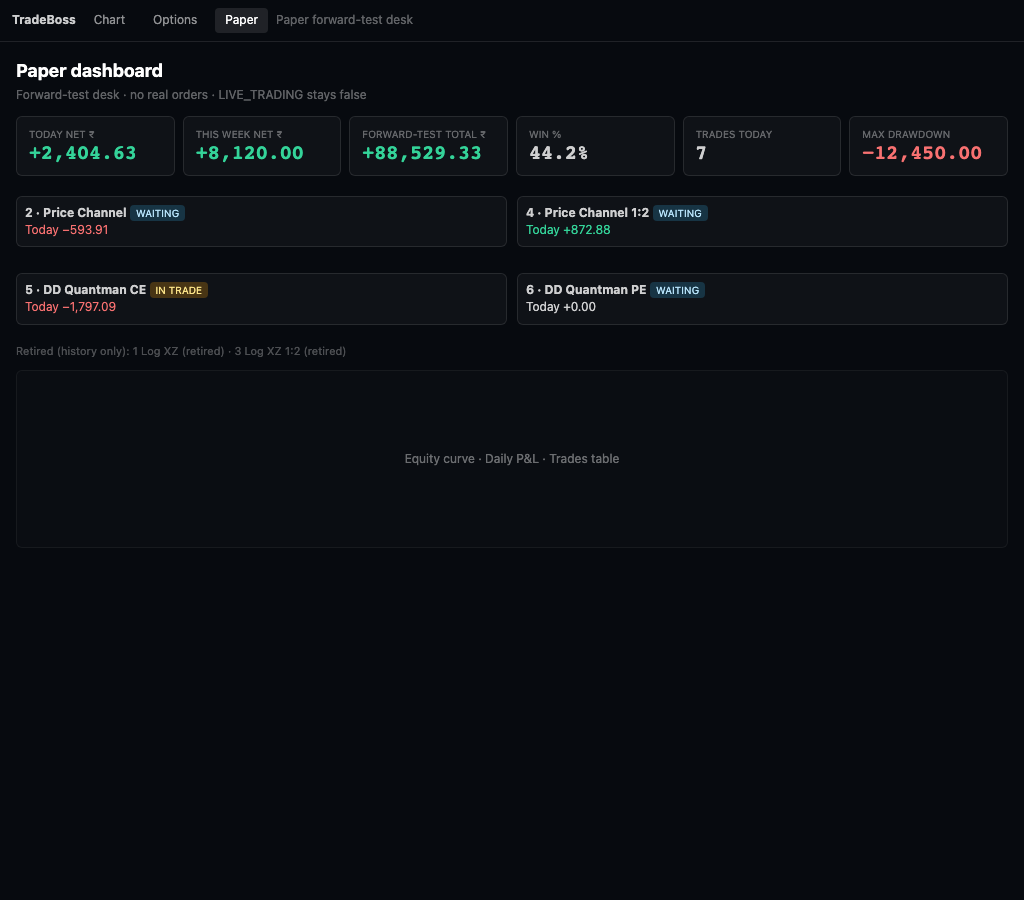 TradeBoss Chart Options Paper Paper forward-test desk
Paper dashboard
Forward-test desk · no real orders · LIVE_TRADING stays false
TODAY NET ₹
+2,404.63
THIS WEEK NET ₹
+8,120.00
FORWARD-TEST TOTAL ₹
+88,529.33
WIN %
44.2%
TRADES TODAY
7
MAX DRAWDOWN
−12,450.00
2 · Price Channel WAITING
Today −593.91
4 · Price Channel 1:2 WAITING
Today +872.88
5 · DD Quantman CE IN TRADE
Today −1,797.09
6 · DD Quantman PE WAITING
Today +0.00
Retired (history only): 1 Log XZ (retired) · 3 Log XZ 1:2 (retired)
Equity curve · Daily P&L · Trades table